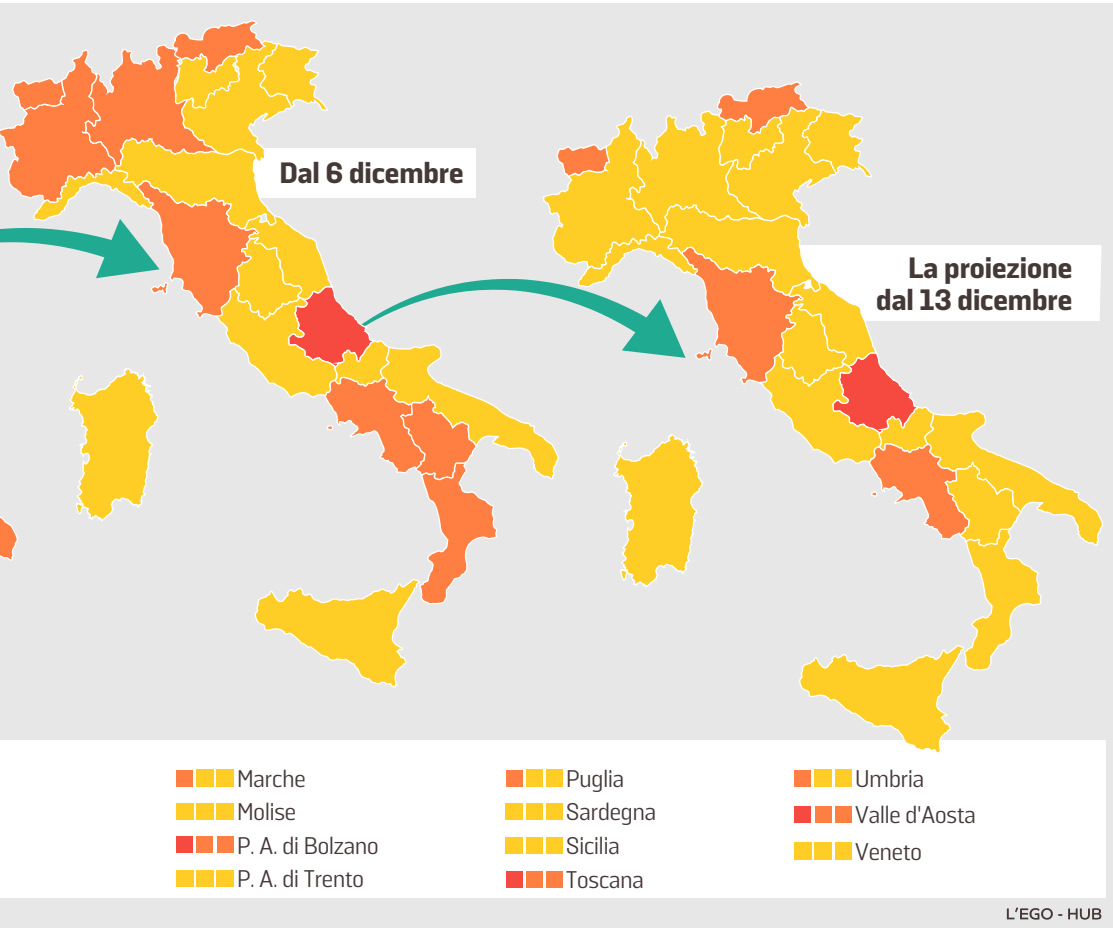 Dal 6 dicembre
La proiezione
dal 13 dicembre
Marche
Molise
P. A. di Bolzano
P. A. di Trento
Puglia
Sardegna
Sicilia
Toscana
Umbria
Valle d'Aosta
Veneto
L'EGO - HUB